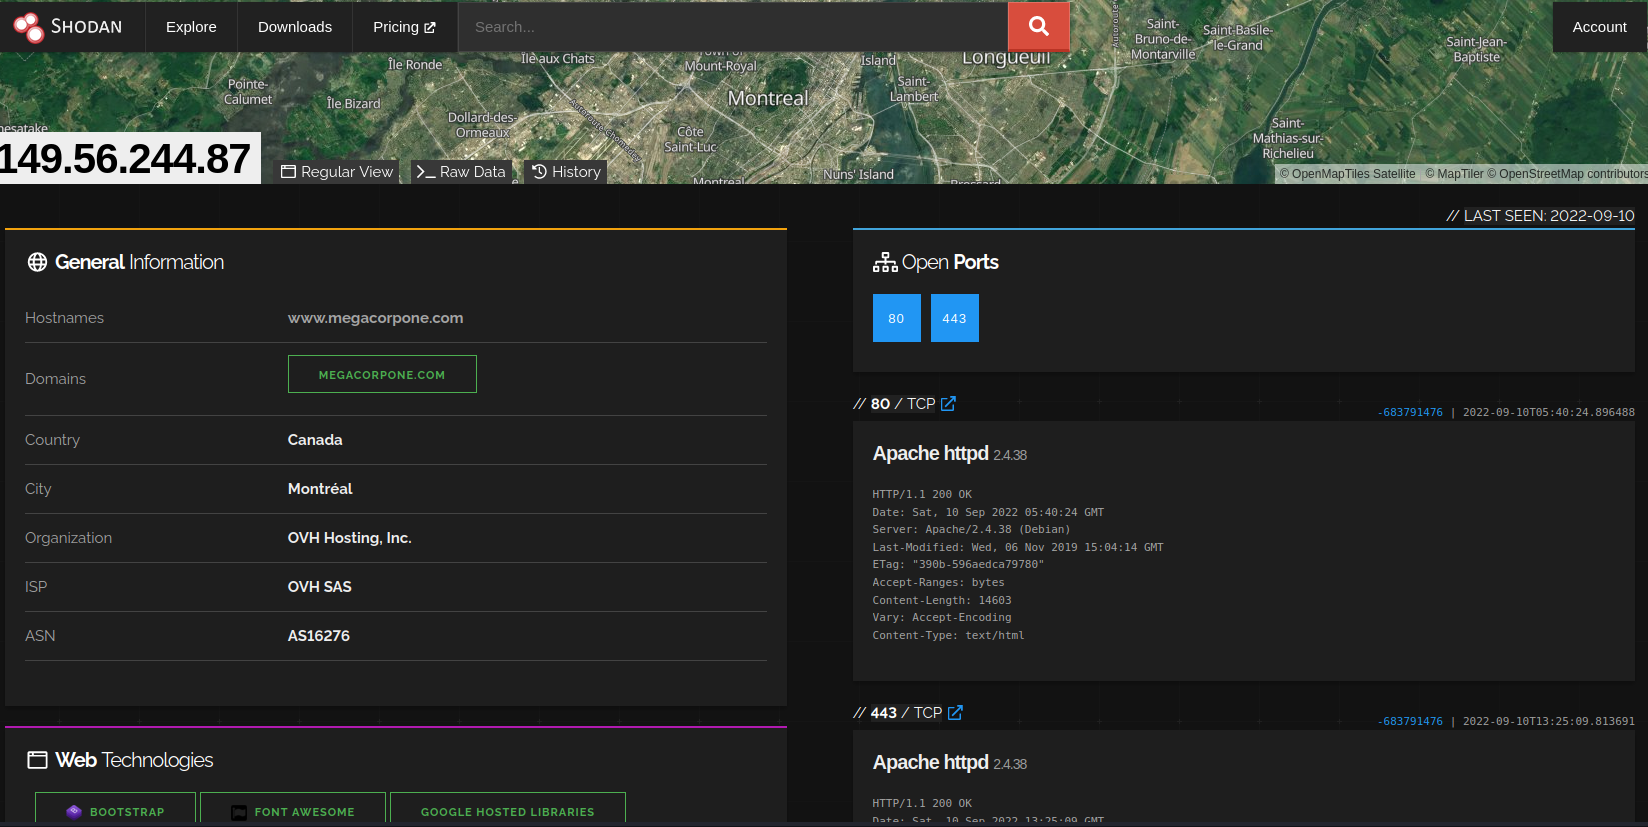 SHODAN
Explore
Downloads
Pricing
Search...
Account
Île Ronde
Île aux Chats
Town of
Mount Royal
Island
Longueuil
Autoroute
Saint-
Bruno-de-
Montarville
Saint-Basile-
le-Grand
Saint-Jean-
Baptiste
Pointe-
Calumet
Île Bizard
Dollard-des-
Ormeaux
Autoroute Chomedey
Montreal
Saint-
Lambert
Côte
Saint-Luc
Saint-
Mathias-sur-
Richelieu
nesatake
Nuns' Island
Montreal
Brossard
149.56.244.87
Regular View
Raw Data
History
© OpenMapTiles Satellite © MapTiler © OpenStreetMap contributors
// LAST SEEN: 2022-09-10
General Information
Hostnames www.megacorpone.com
Domains MEGACORPONE.COM
Country Canada
City Montréal
Organization OVH Hosting, Inc.
ISP OVH SAS
ASN AS16276
Web Technologies
BOOTSTRAP
FONT AWESOME
GOOGLE HOSTED LIBRARIES
Open Ports
80
443
// 80 / TCP
-683791476 | 2022-09-10T05:40:24.896488
Apache httpd 2.4.38
HTTP/1.1 200 OK
Date: Sat, 10 Sep 2022 05:40:24 GMT
Server: Apache/2.4.38 (Debian)
Last-Modified: Wed, 06 Nov 2019 15:04:14 GMT
ETag: "390b-596aedca79780"
Accept-Ranges: bytes
Content-Length: 14603
Vary: Accept-Encoding
Content-Type: text/html
// 443 / TCP
-683791476 | 2022-09-10T13:25:09.813691
Apache httpd 2.4.38
HTTP/1.1 200 OK
Date: Sat, 10 Sep 2022 13:25:09 GMT